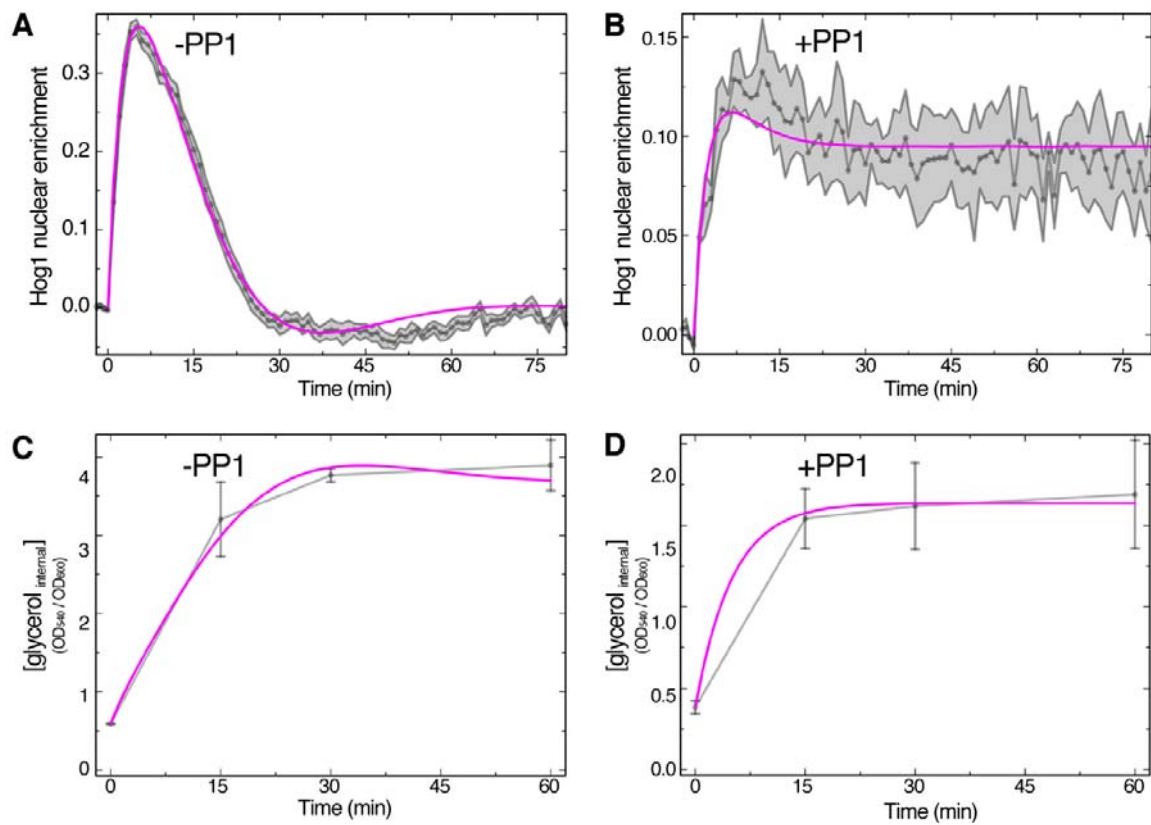 A
-PP1
Hog1 nuclear enrichment
0.3
0.2
0.1
0.0
0 15 30 45 60 75
Time (min)
B
+PP1
Hog1 nuclear enrichment
0.15
0.10
0.05
0.00
0 15 30 45 60 75
Time (min)
C
-PP1
[glycerol internal]
(OD540 / OD600)
4
3
2
1
0
0 15 30 45 60
Time (min)
D
+PP1
[glycerol internal]
(OD540 / OD600)
2.0
1.5
1.0
0.5
0.0
0 15 30 45 60
Time (min)